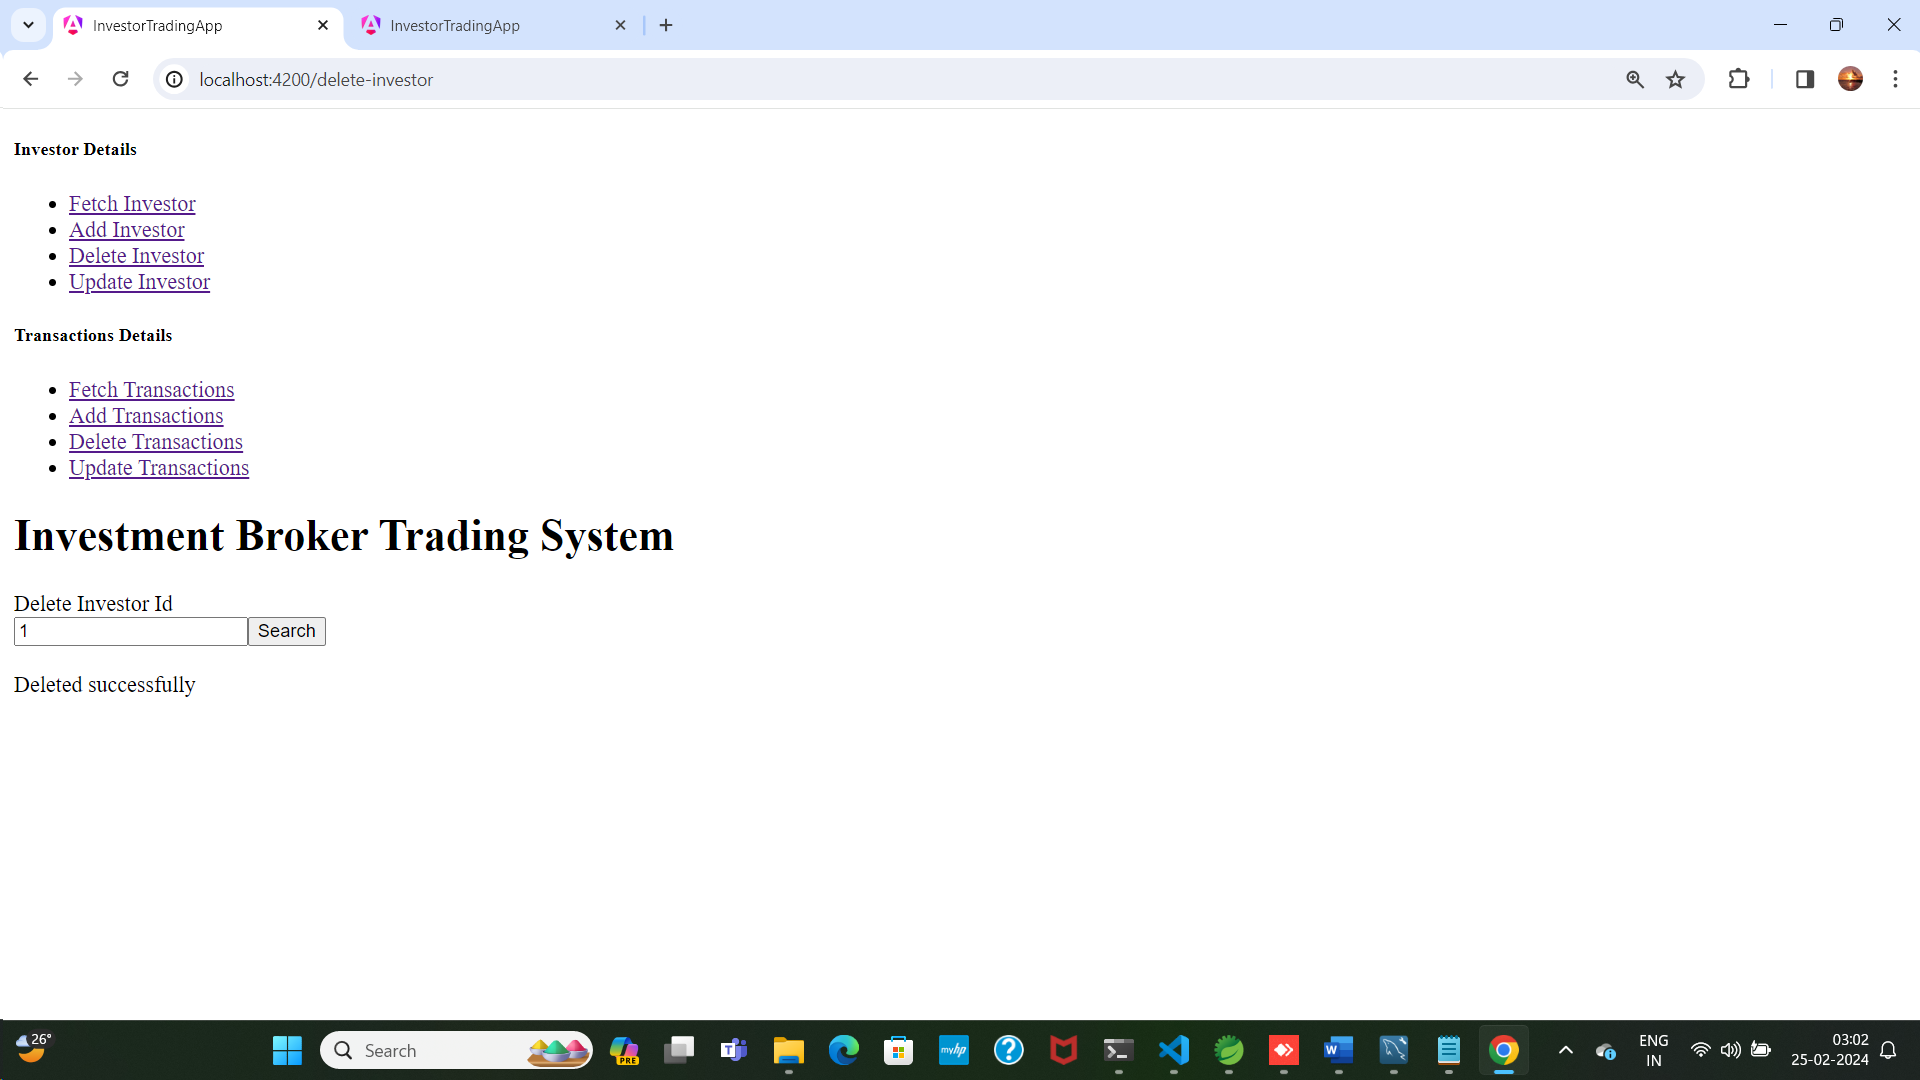 InvestorTradingApp
InvestorTradingApp
localhost:4200/delete-investor
Investor Details
Fetch Investor
Add Investor
Delete Investor
Update Investor
Transactions Details
Fetch Transactions
Add Transactions
Delete Transactions
Update Transactions
Investment Broker Trading System
Delete Investor Id
1
Search
Deleted successfully
26°
Search
PRE
myhp
ENG
IN
03:02
25-02-2024